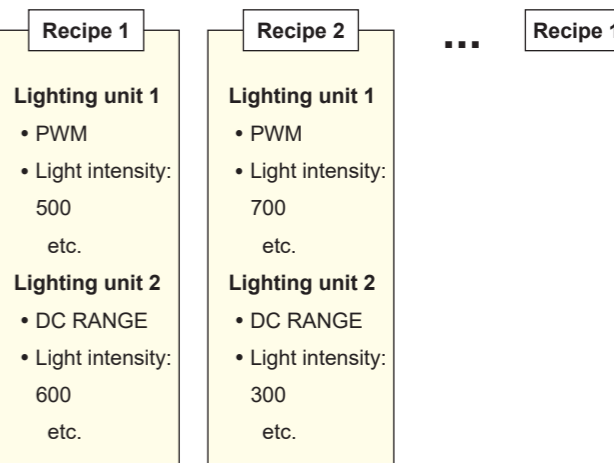 Recipe 1
Lighting unit 1
• PWM
• Light intensity:
500
etc.
Lighting unit 2
• DC RANGE
• Light intensity:
600
etc.
Recipe 2
Lighting unit 1
• PWM
• Light intensity:
700
etc.
Lighting unit 2
• DC RANGE
• Light intensity:
300
etc.
...
Recipe